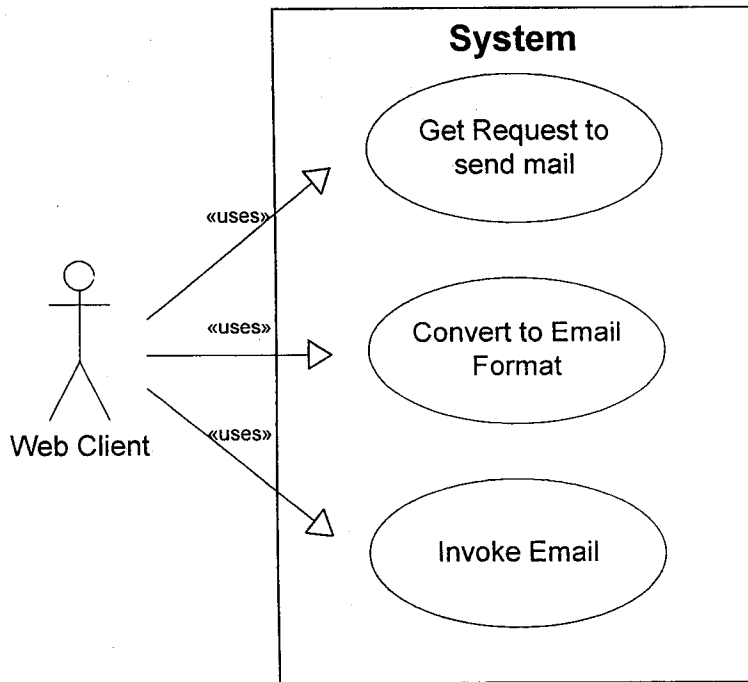 System
Get Request to
send mail
«uses»
«uses»
Convert to Email
Format
«uses»
Web Client
Invoke Email